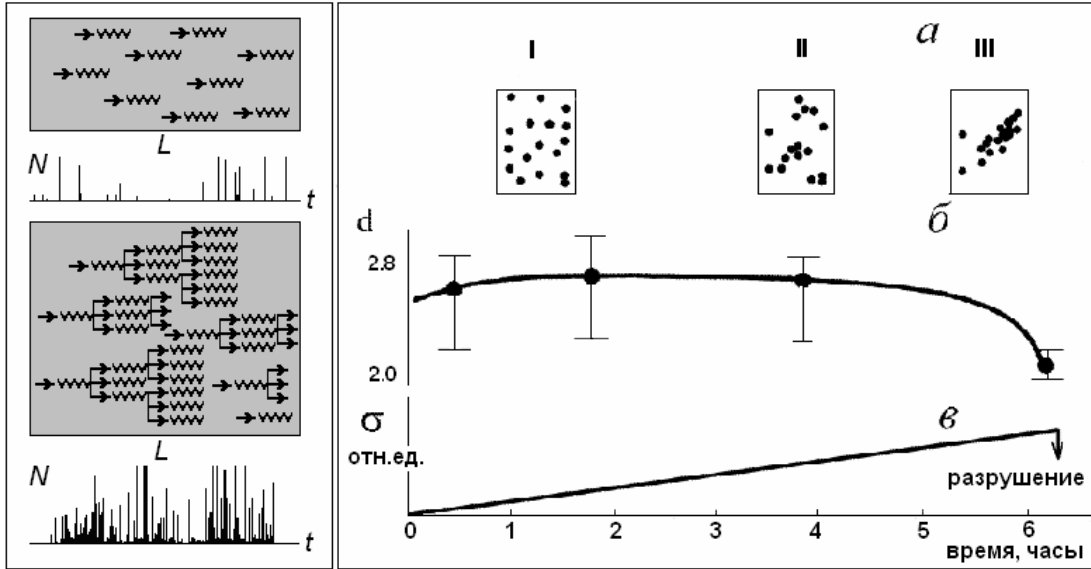 L
N
t
L
N
t
а
I II III
d
б
2.8
2.0
σ
в
отн.ед.
разрушение
0 1 2 3 4 5 6
время, часы